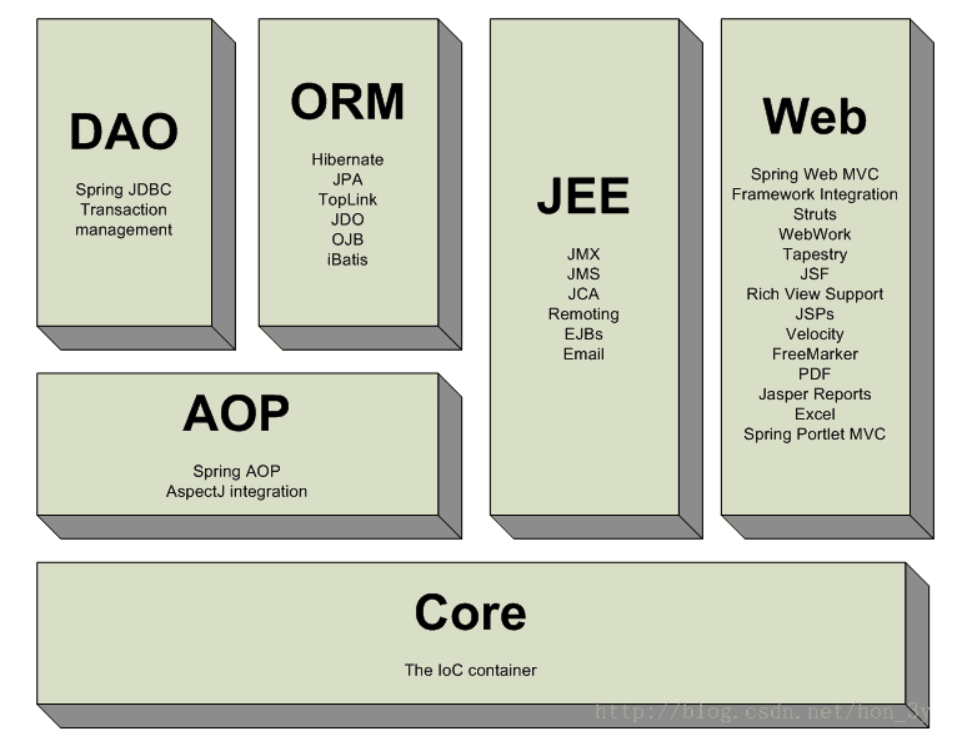 DAO
Spring JDBC
Transaction
management
ORM
Hibernate
JPA
TopLink
JDO
OJB
iBatis
JEE
JMX
JMS
JCA
Remoting
EJBs
Email
Web
Spring Web MVC
Framework Integration
Struts
WebWork
Tapestry
JSF
Rich View Support
JSPs
Velocity
FreeMarker
PDF
Jasper Reports
Excel
Spring Portlet MVC
AOP
Spring AOP
AspectJ integration
Core
The IoC container
http://blog.csdn.net/hon_3y